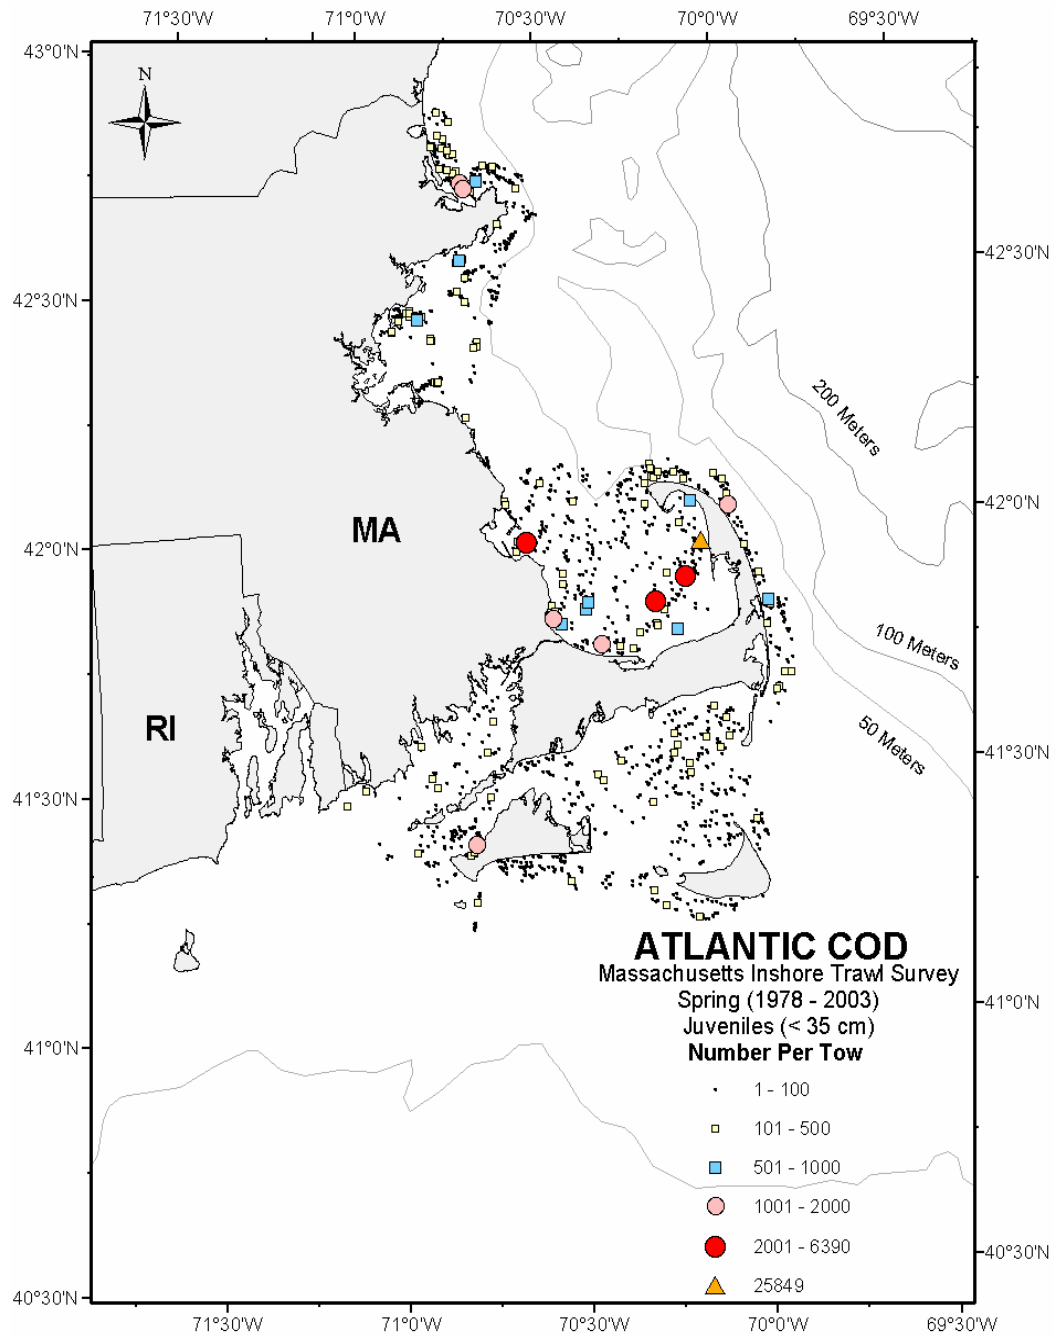 71°30'W 71°0'W 70°30'W 70°0'W 69°30'W
43°0'N
N
42°30'N
42°30'N
200 Meters
42°0'N
MA
42°0'N
100 Meters
RI
50 Meters
41°30'N
41°30'N
ATLANTIC COD
Massachusetts Inshore Trawl Survey
Spring (1978 - 2003)
41°0'N
Juveniles (< 35 cm)
41°0'N
Number Per Tow
1 - 100
101 - 500
501 - 1000
1001 - 2000
2001 - 6390
40°30'N
25849
40°30'N
71°30'W 71°0'W 70°30'W 70°0'W 69°30'W